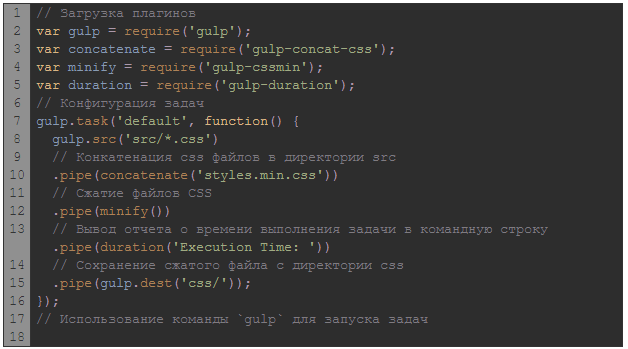 1 // Загрузка плагинов
2 var gulp = require('gulp');
3 var concatenate = require('gulp-concat-css');
4 var minify = require('gulp-cssmin');
5 var duration = require('gulp-duration');
6 // Конфигурация задач
7 gulp.task('default', function() {
8 gulp.src('src/*.css')
9 // Конкатенация css файлов в директории src
10 .pipe(concatenate('styles.min.css'))
11 // Сжатие файлов CSS
12 .pipe(minify())
13 // Вывод отчета о времени выполнения задачи в командную строку
.pipe(duration('Execution Time: '))
14 // Сохранение сжатого файла с директории css
15 .pipe(gulp.dest('css/'));
16 });
17 // Использование команды `gulp` для запуска задач
18